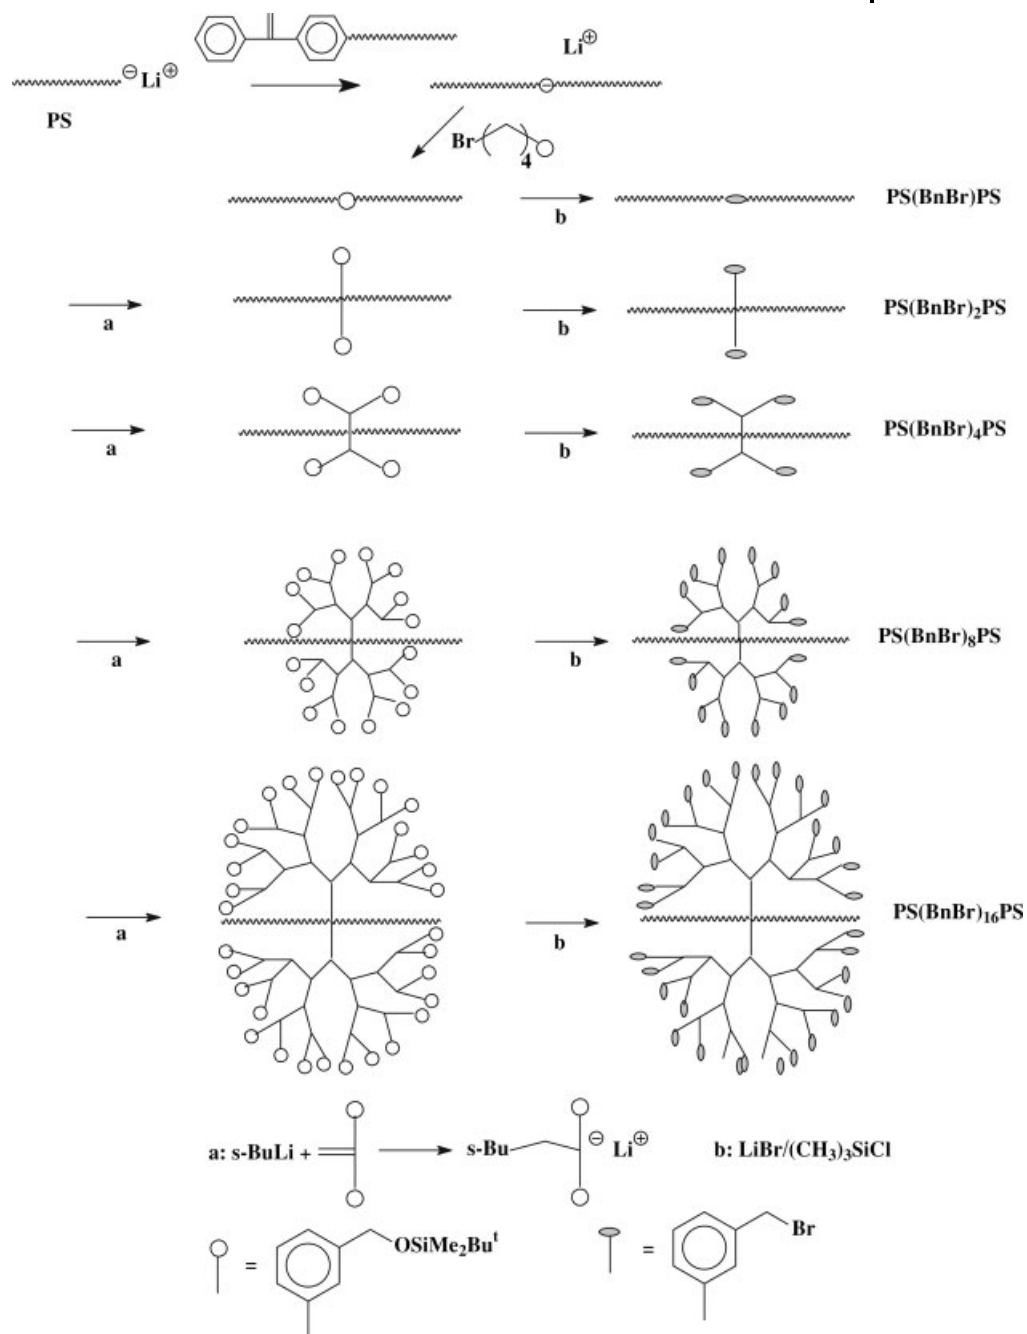 Li⊕
⊖Li⊕
PS
Br
4
b
PS(BnBr)PS
a
b
PS(BnBr)₂PS
a
b
PS(BnBr)₄PS
a
b
PS(BnBr)₈PS
a
b
PS(BnBr)₁₆PS
a: s-BuLi + s-Bu ⊖ Li⊕ b: LiBr/(CH₃)₃SiCl
= OSiMe₂Buᵗ = Br